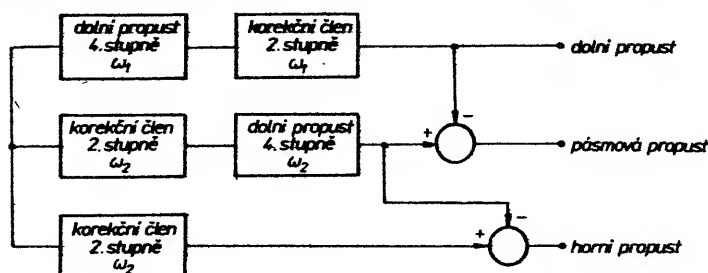 dolní propust
4. stupně
ω1
korekční člen
2. stupně
ω1
dolní propust
−
korekční člen
2. stupně
ω2
dolní propust
4. stupně
ω2
+
pásmová propust
−
korekční člen
2. stupně
ω2
+
horní propust